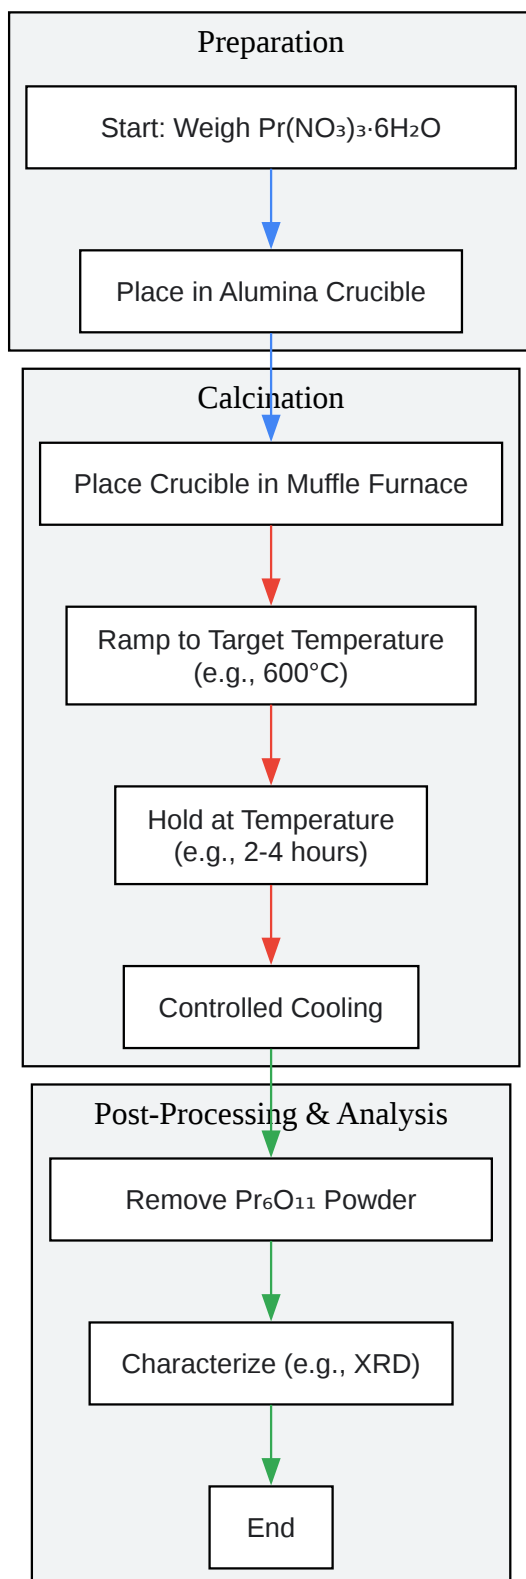 Preparation
Start: Weigh Pr(NO₃)₃·6H₂O
Place in Alumina Crucible
Calcination
Place Crucible in Muffle Furnace
Ramp to Target Temperature
(e.g., 600°C)
Hold at Temperature
(e.g., 2-4 hours)
Controlled Cooling
Post-Processing & Analysis
Remove Pr₆O₁₁ Powder
Characterize (e.g., XRD)
End